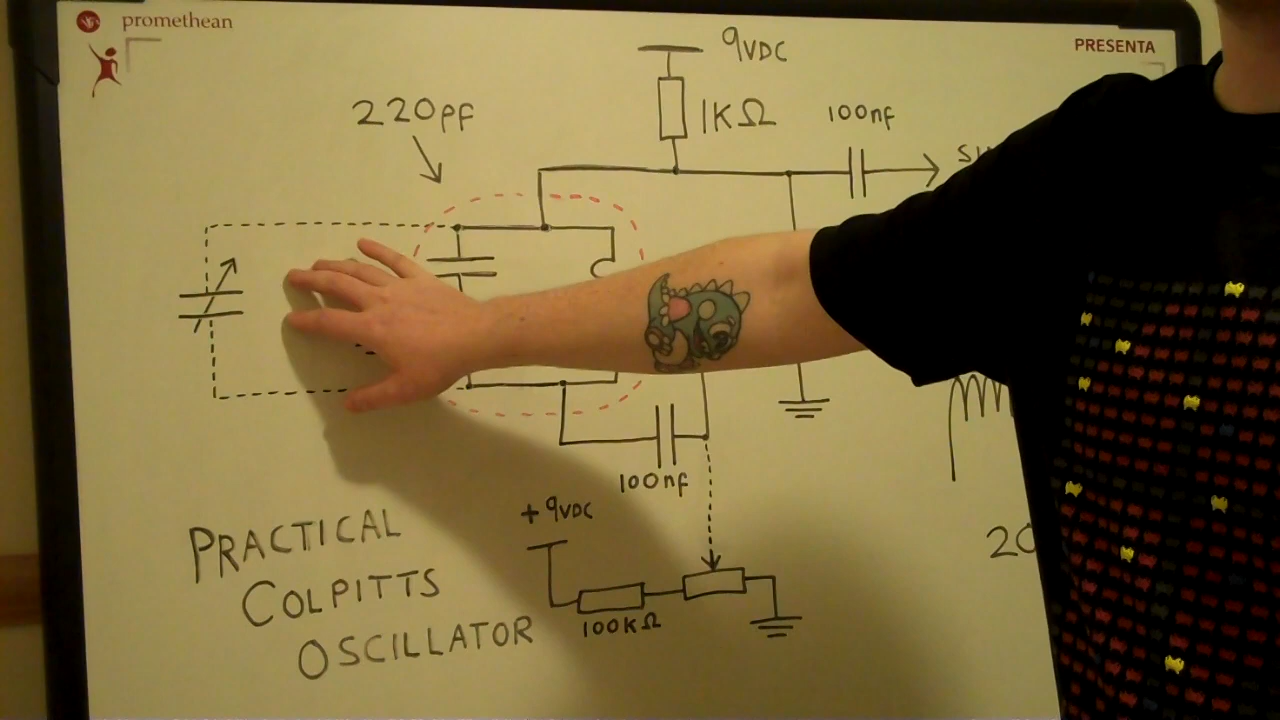 promethean
PRESENTA
9VDC
220pf
1KΩ
100nf
100nf
+9VDC
100KΩ
PRACTICAL
COLPITTS
OSCILLATOR